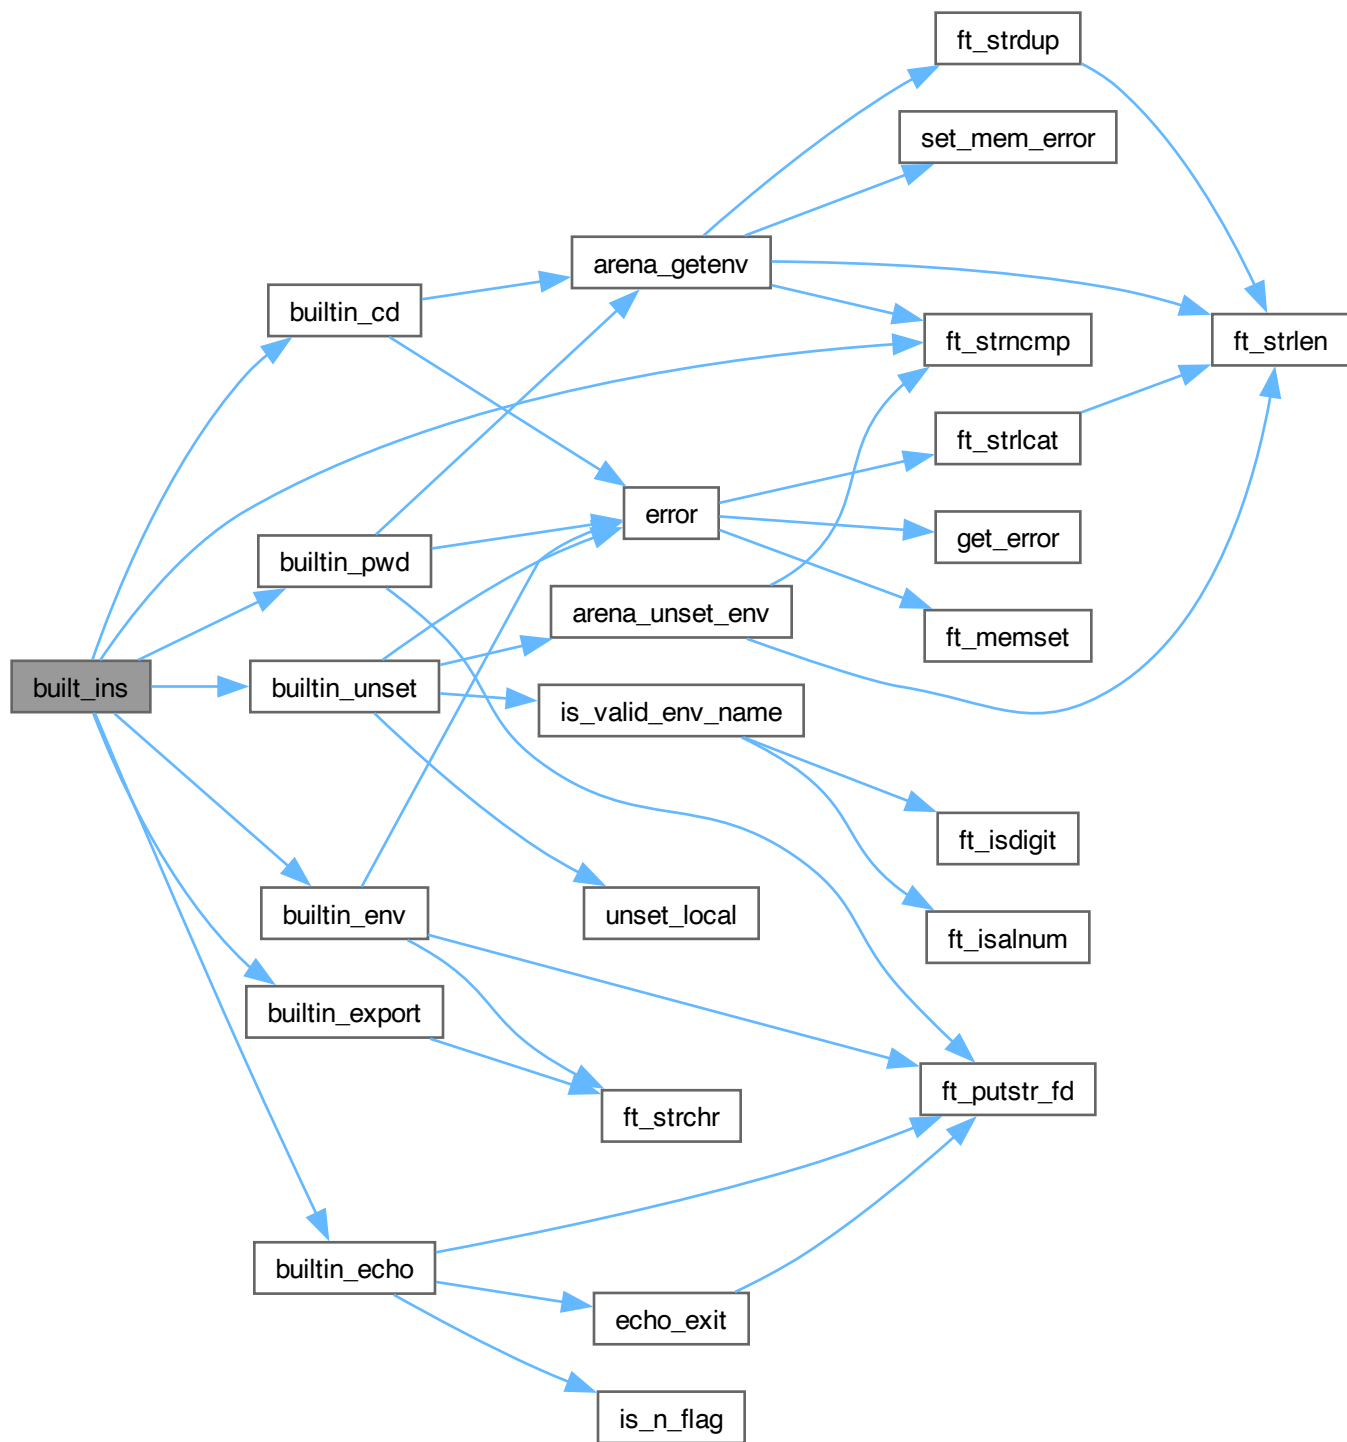 ft_strdup
set_mem_error
arena_getenv
builtin_cd
ft_strncmp
ft_strlen
ft_strlcat
error
get_error
builtin_pwd
arena_unset_env
ft_memset
built_ins
builtin_unset
is_valid_env_name
ft_isdigit
builtin_env
unset_local
ft_isalnum
builtin_export
ft_putstr_fd
ft_strchr
builtin_echo
echo_exit
is_n_flag